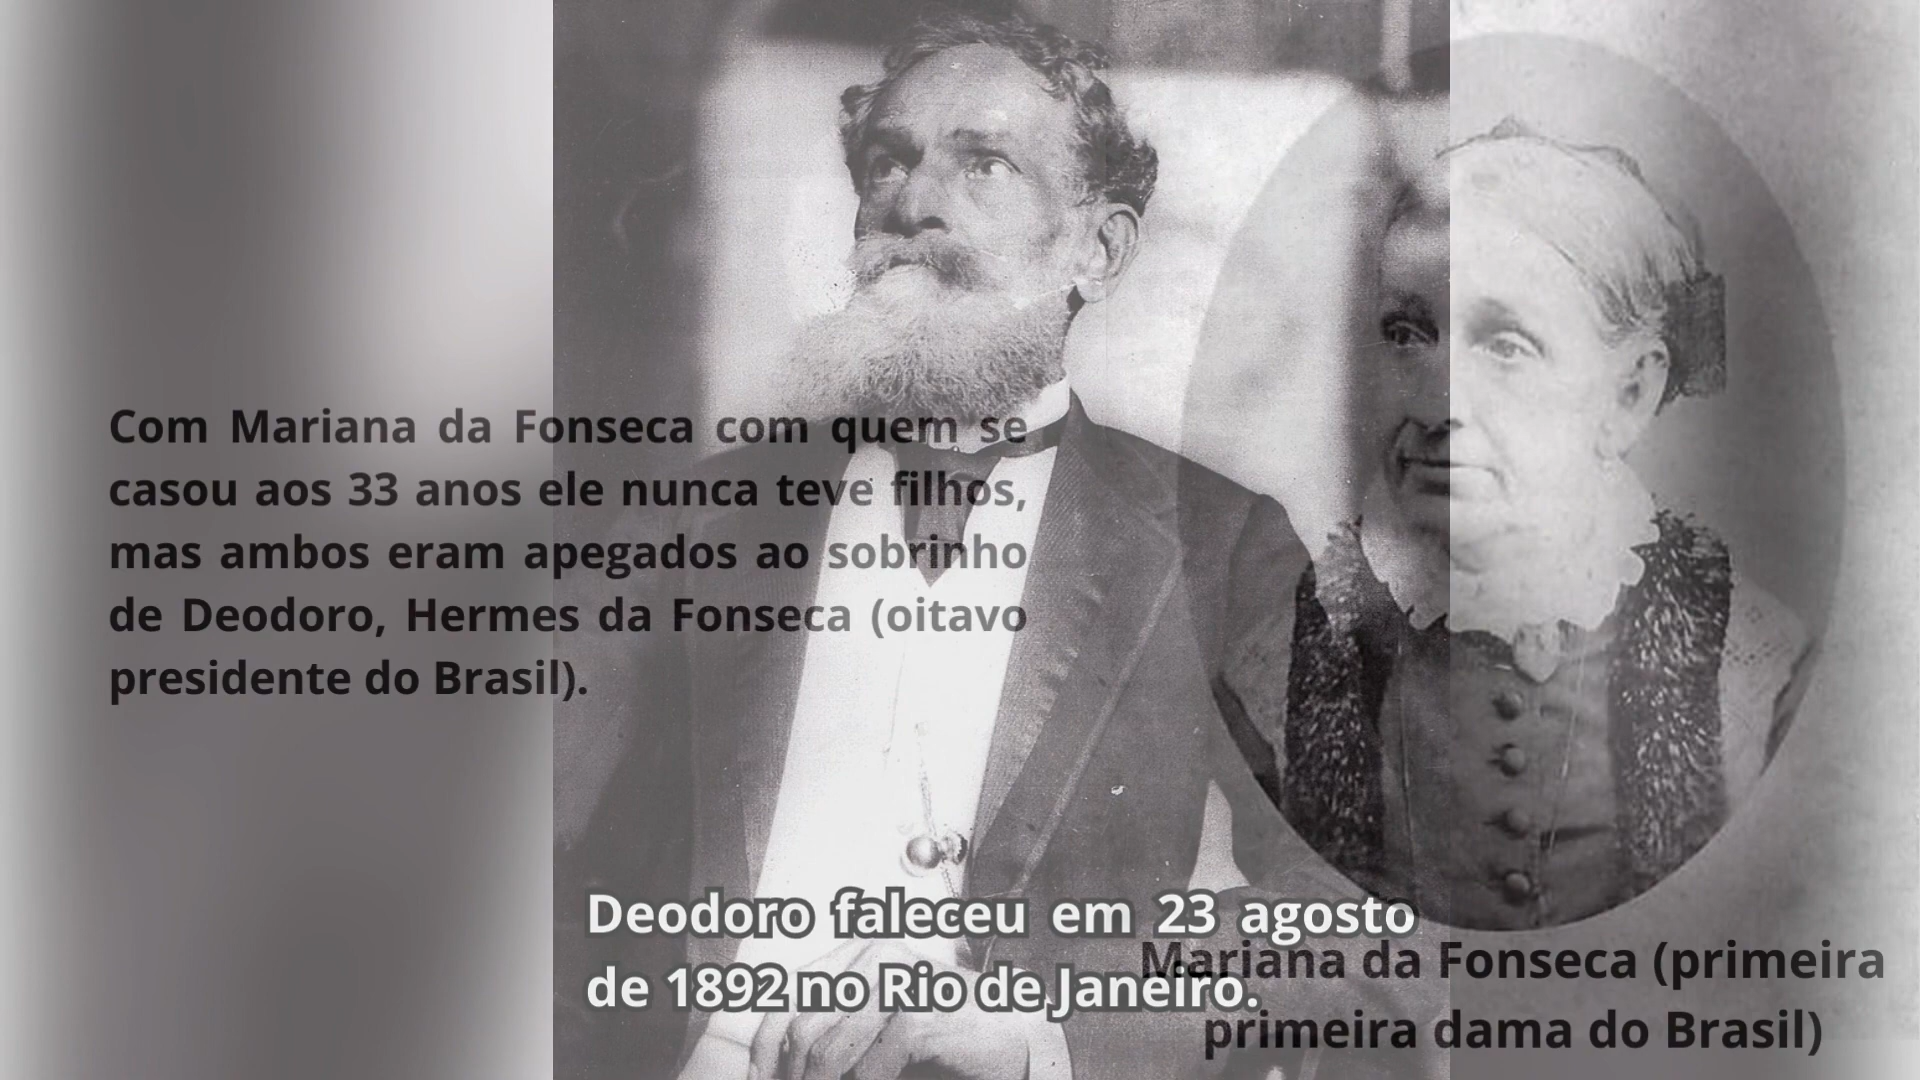 Com Mariana da Fonseca com quem se
casou aos 33 anos ele nunca teve filhos,
mas ambos eram apegados ao sobrinho
de Deodoro, Hermes da Fonseca (oitavo
presidente do Brasil).
Deodoro faleceu em 23 agosto
de 1892 no Rio de Janeiro.
Mariana da Fonseca (primeira
primeira dama do Brasil)